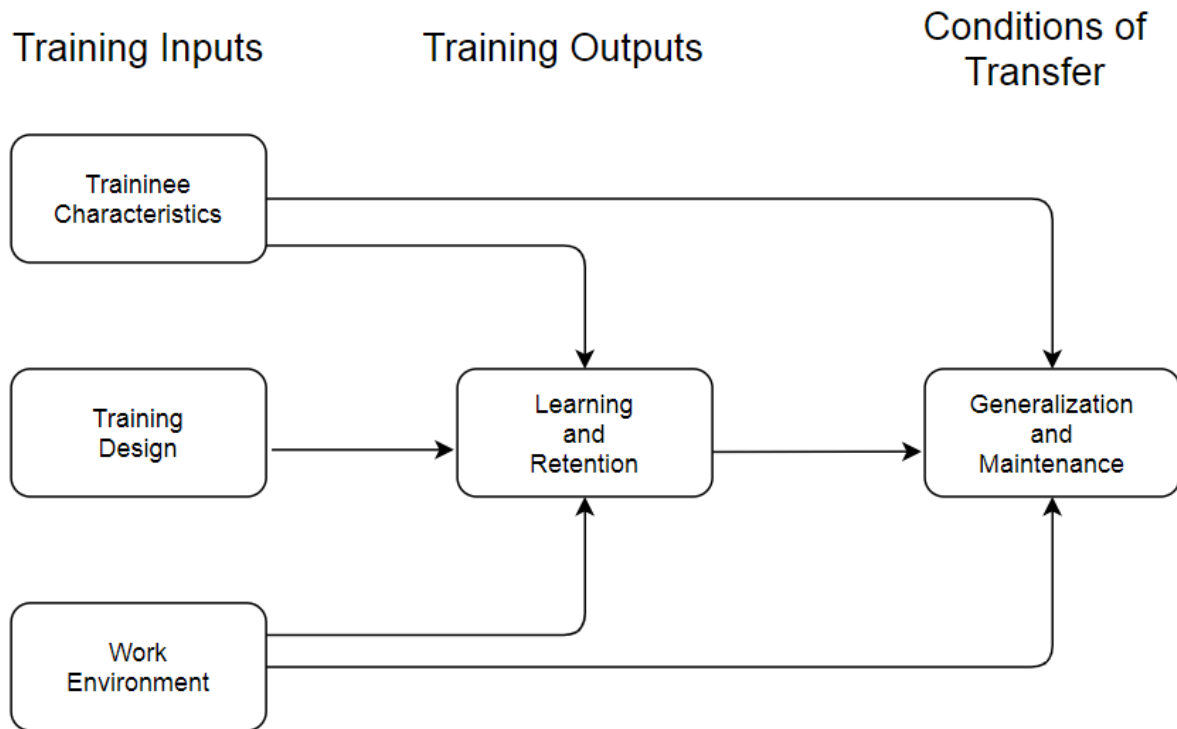 Training Inputs
Training Outputs
Conditions of
Transfer
Traininee
Characteristics
Training
Design
Learning
and
Retention
Generalization
and
Maintenance
Work
Environment